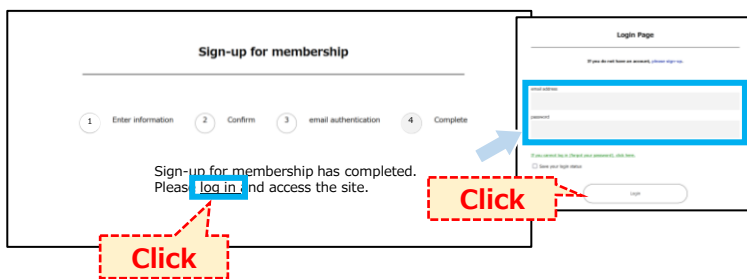 Sign-up for membership
1 Enter information 2 Confirm 3 email authentication 4 Complete
Sign-up for membership has completed.
Please log in and access the site.
Click
Login Page
If you do not have an account, please sign up.
email address
password
If you cannot log in (forgot your password), click here.
Save your login status
Login
Click